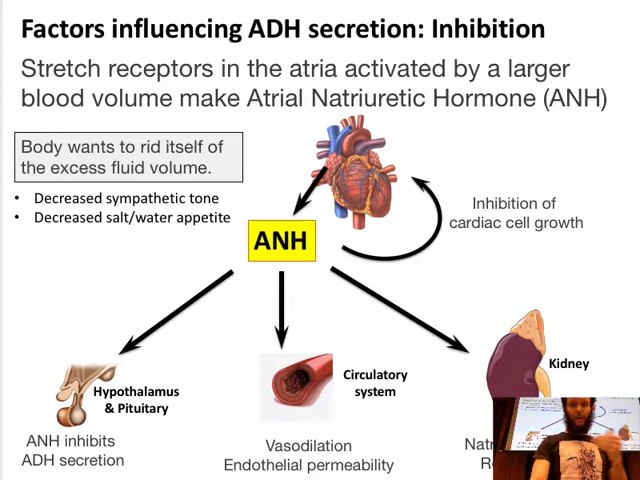 Factors influencing ADH secretion: Inhibition
Stretch receptors in the atria activated by a larger
blood volume make Atrial Natriuretic Hormone (ANH)
Body wants to rid itself of
the excess fluid volume.
• Decreased sympathetic tone
• Decreased salt/water appetite
Inhibition of
cardiac cell growth
ANH
Hypothalamus
& Pituitary
Circulatory
system
Kidney
ANH inhibits
ADH secretion
Vasodilation
Endothelial permeability